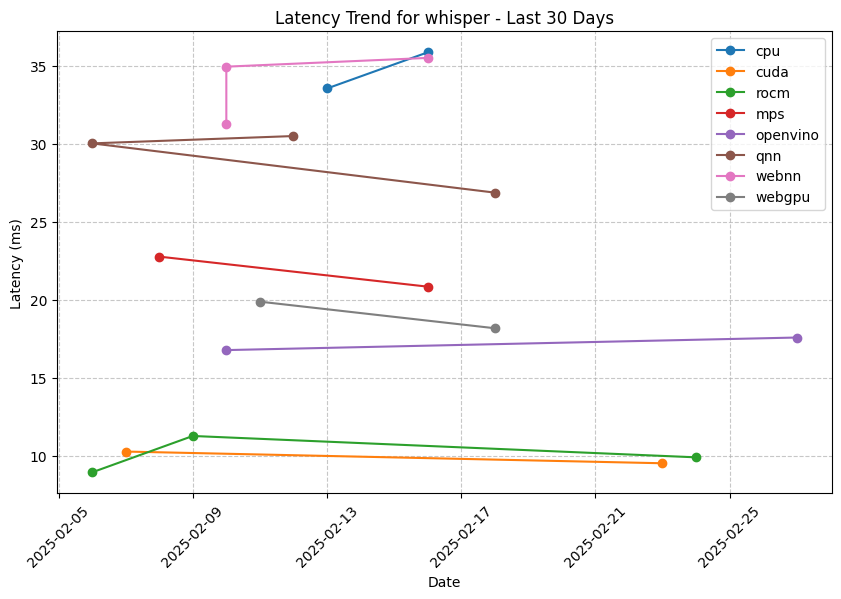 Latency Trend for whisper - Last 30 Days
Latency (ms)
35
30
25
20
15
10
cpu
cuda
rocm
mps
openvino
qnn
webnn
webgpu
2025-02-05
2025-02-09
2025-02-13
2025-02-17
2025-02-21
2025-02-25
Date